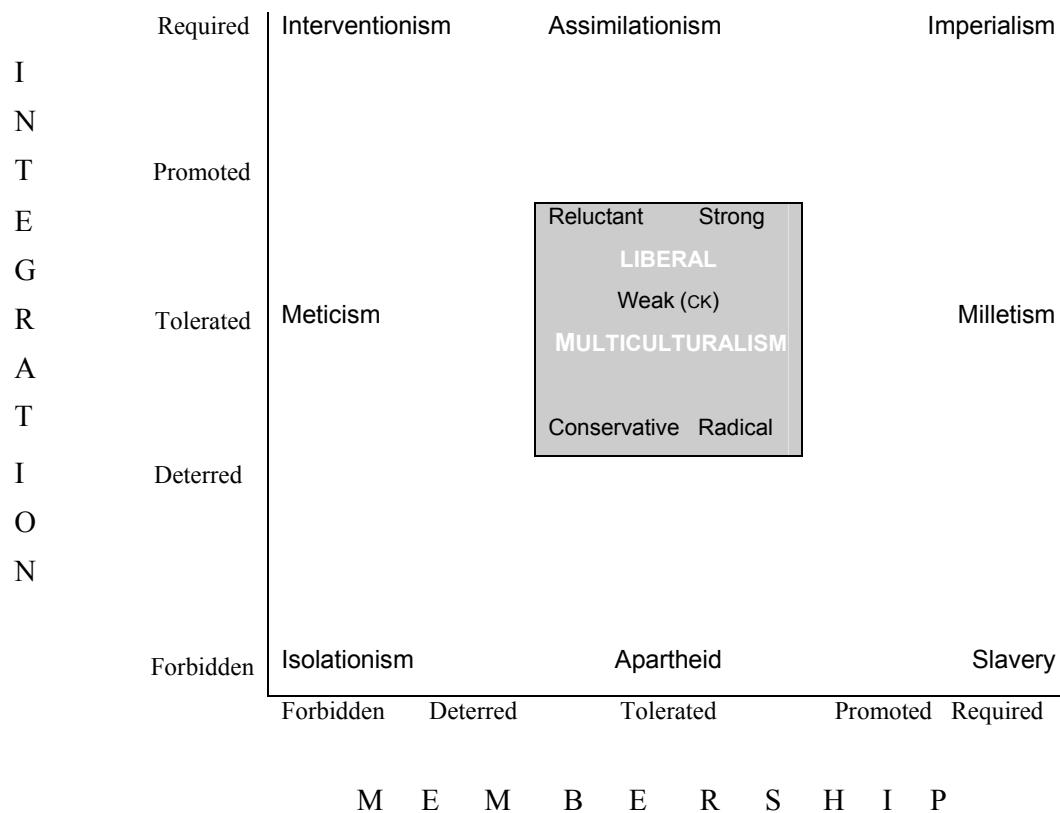 Required Interventionism Assimilationism Imperialism
I
N
T Promoted
E Reluctant Strong
G LIBERAL
Weak (CK)
R Tolerated Meticism Milletism
MULTICULTURALISM
A
T Conservative Radical
I Deterred
O
N
Forbidden Isolationism Apartheid Slavery
Forbidden Deterred Tolerated Promoted Required
M E M B E R S H I P